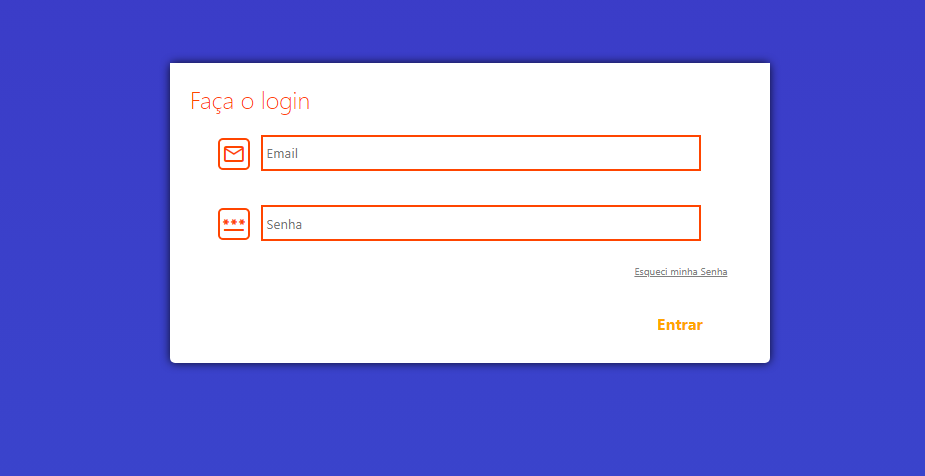 Faça o login
Email
Senha
Esqueci minha Senha
Entrar